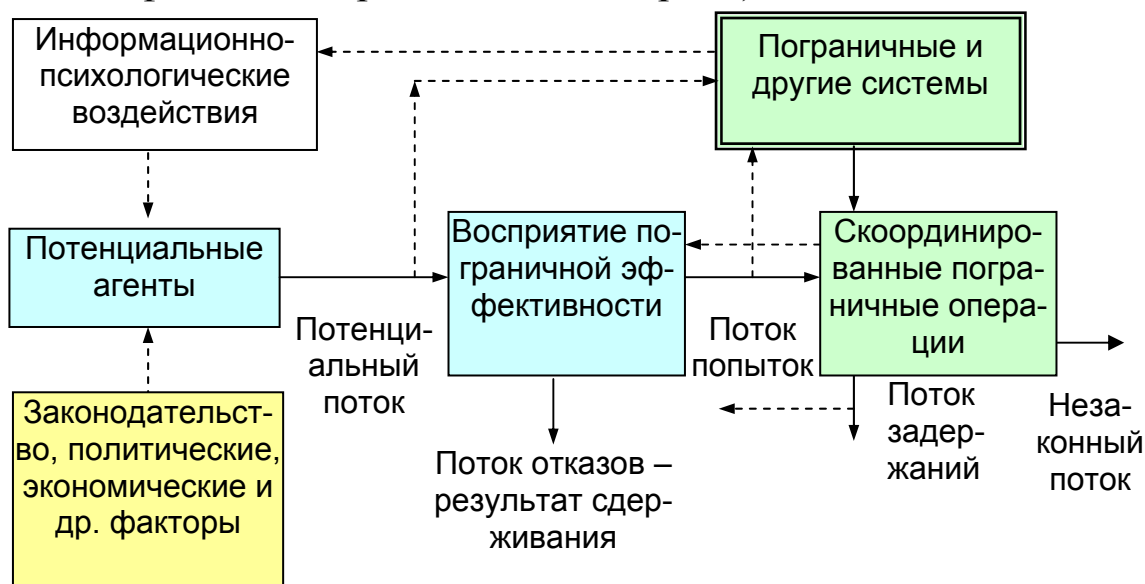 Информационно-
психологические
воздействия
Пограничные и
другие системы
Потенциальные
агенты
Восприятие по-
граничной эф-
фективности
Скоординиро-
ванные погра-
ничные опера-
ции
Потенци-
альный
поток
Поток
попыток
Законодательст-
во, политические,
экономические и
др. факторы
Поток отказов –
результат сдер-
живания
Поток
задер-
жаний
Неза-
конный
поток